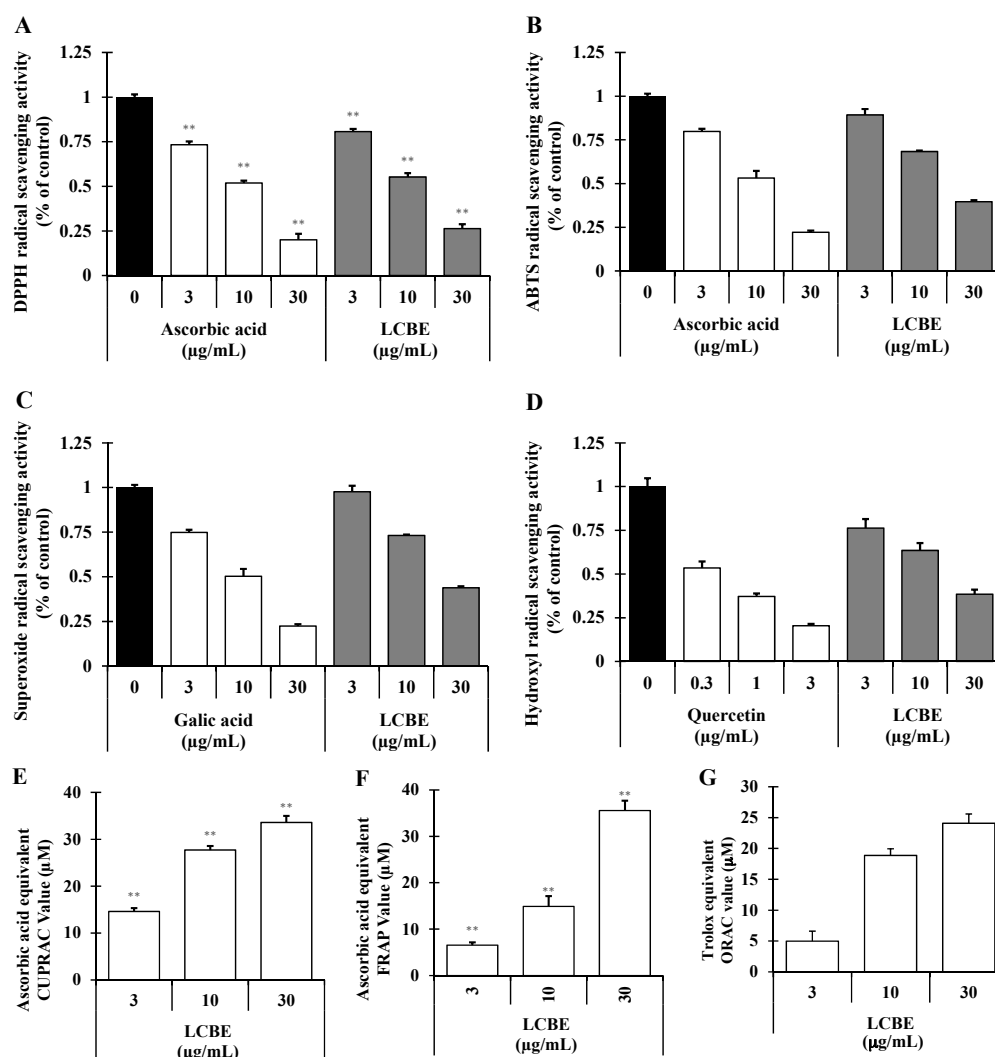 A
DPPH radical scavenging activity
(% of control)
1.25
1
0.75
0.5
0.25
0
**
**
**
**
**
**
0 3 10 30 3 10 30
Ascorbic acid LCBE
(µg/mL) (µg/mL)
B
ABTS radical scavenging activity
(% of control)
1.25
1
0.75
0.5
0.25
0
0 3 10 30 3 10 30
Ascorbic acid LCBE
(µg/mL) (µg/mL)
C
Superoxide radical scavenging activity
(% of control)
1.25
1
0.75
0.5
0.25
0
0 3 10 30 3 10 30
Galic acid LCBE
(µg/mL) (µg/mL)
D
Hydroxyl radical scavenging activity
(% of control)
1.25
1
0.75
0.5
0.25
0
0 0.3 1 3 3 10 30
Quercetin LCBE
(µg/mL) (µg/mL)
E
Ascorbic acid equivalent
CUPRAC Value (µM)
40
30
20
10
0
**
**
**
3 10 30
LCBE
(µg/mL)
F
Ascorbic acid equivalent
FRAP Value (µM)
40
30
20
10
0
**
**
**
3 10 30
LCBE
(µg/mL)
G
Trolox equivalent
ORAC value (µM)
30
25
20
15
10
5
0
3 10 30
LCBE
(µg/mL)